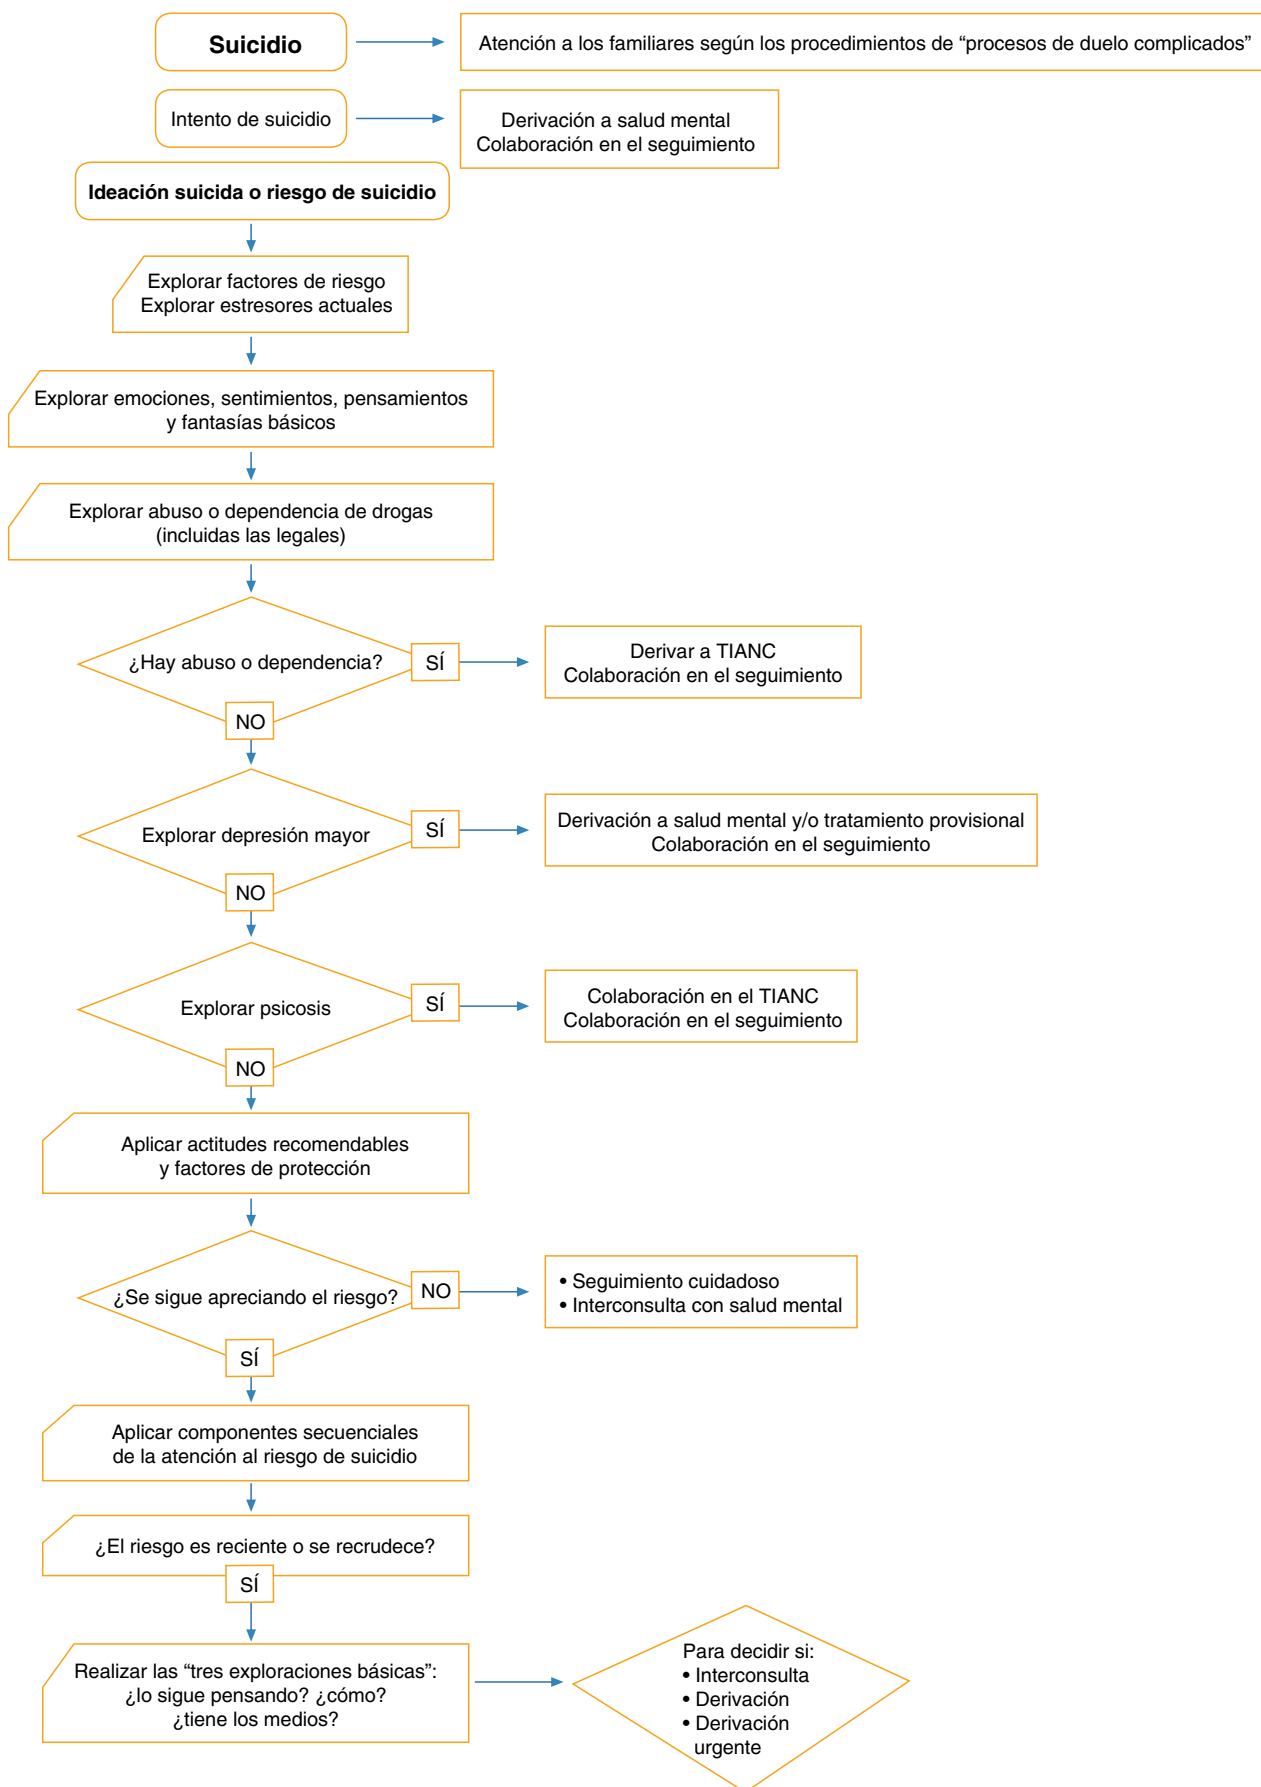 Suicidio
Atención a los familiares según los procedimientos de “procesos de duelo complicados”
Intento de suicidio
Derivación a salud mental
Colaboración en el seguimiento
Ideación suicida o riesgo de suicidio
Explorar factores de riesgo
Explorar estresores actuales
Explorar emociones, sentimientos, pensamientos
y fantasías básicos
Explorar abuso o dependencia de drogas
(incluidas las legales)
¿Hay abuso o dependencia?
SÍ
Derivar a TIANC
Colaboración en el seguimiento
NO
Explorar depresión mayor
SÍ
Derivación a salud mental y/o tratamiento provisional
Colaboración en el seguimiento
NO
Explorar psicosis
SÍ
Colaboración en el TIANC
Colaboración en el seguimiento
NO
Aplicar actitudes recomendables
y factores de protección
¿Se sigue apreciando el riesgo?
NO
• Seguimiento cuidadoso
• Interconsulta con salud mental
SÍ
Aplicar componentes secuenciales
de la atención al riesgo de suicidio
¿El riesgo es reciente o se recrudece?
SÍ
Realizar las “tres exploraciones básicas”:
¿lo sigue pensando? ¿cómo?
¿tiene los medios?
Para decidir si:
• Interconsulta
• Derivación
• Derivación
urgente